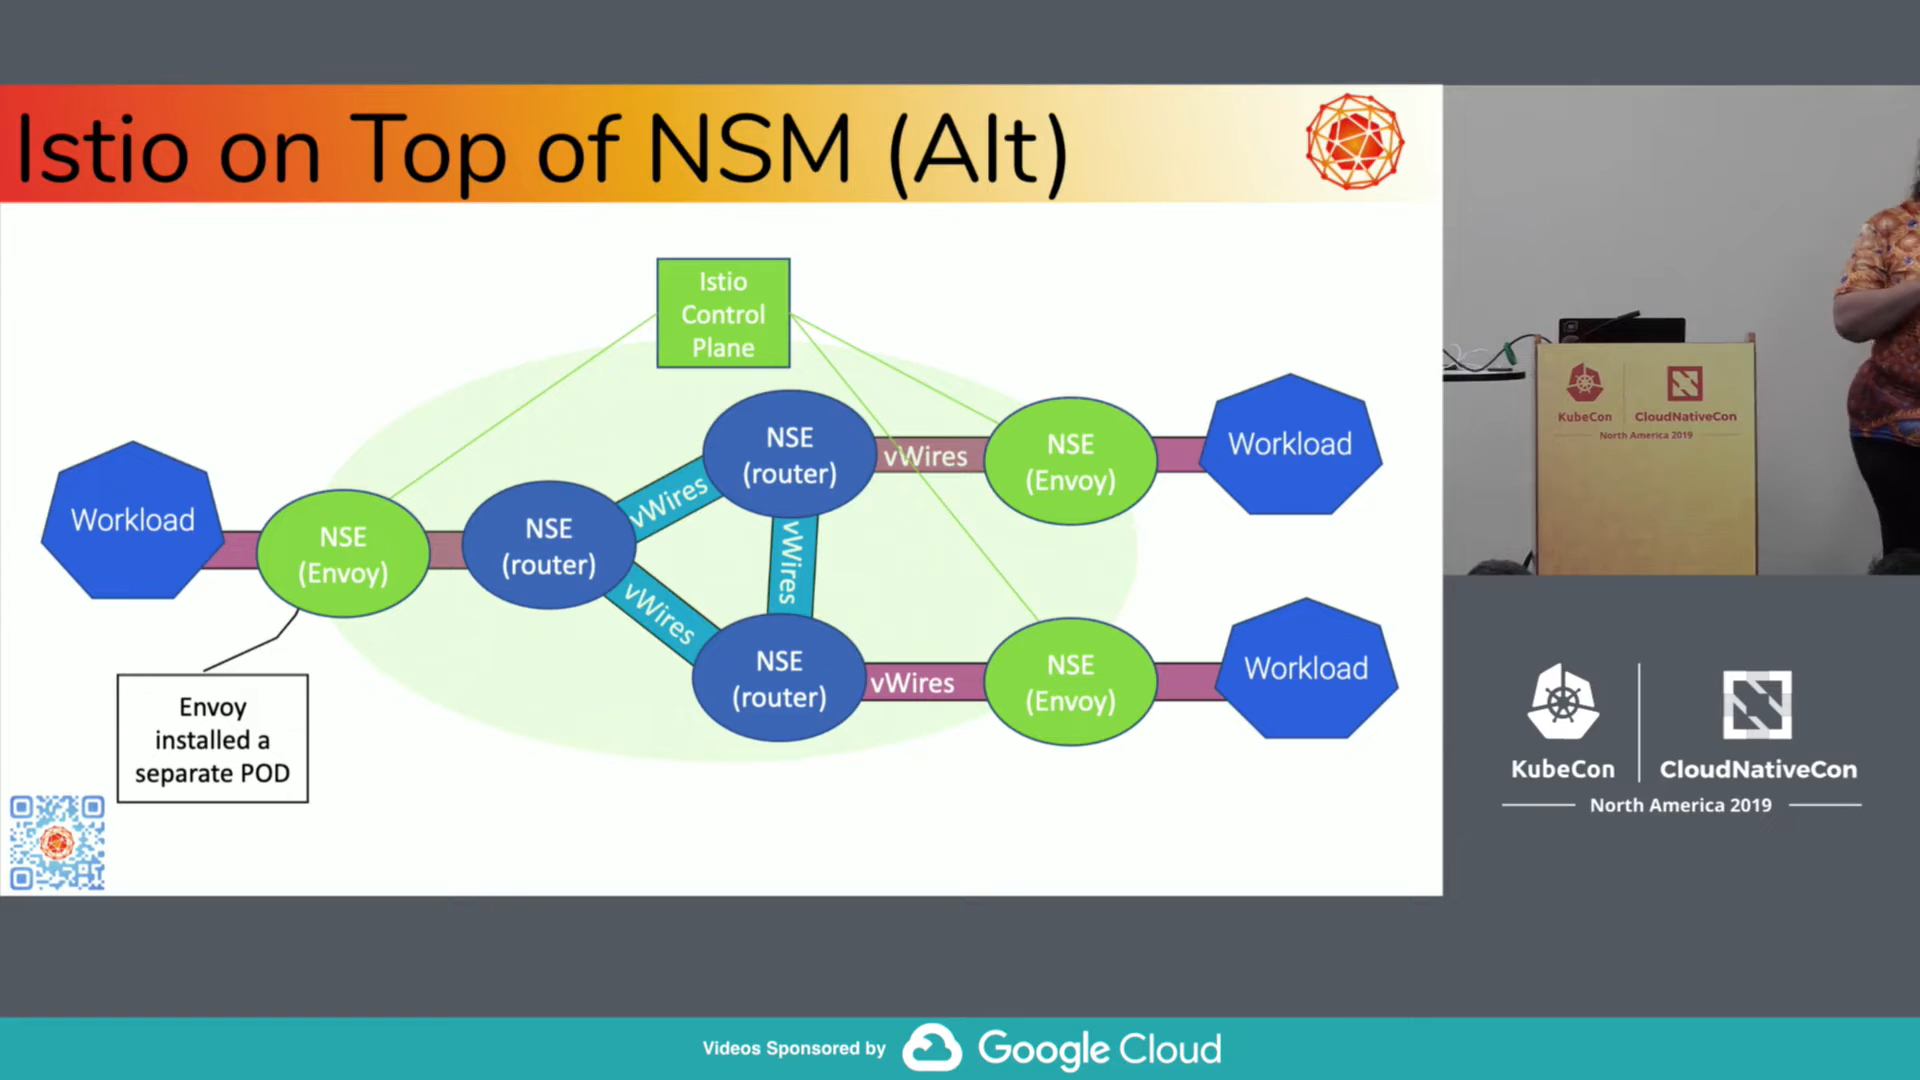 Istio on Top of NSM (Alt)
Istio
Control
Plane
NSE
(router)
vWires
NSE
(Envoy)
Workload
Workload
NSE
(Envoy)
NSE
(router)
vWires
vWires
vWires
NSE
(router)
vWires
NSE
(Envoy)
Workload
Envoy
installed a
separate POD
KubeCon
CloudNativeCon
North America 2019
KubeCon
CloudNativeCon
North America 2019
Videos Sponsored by
Google Cloud